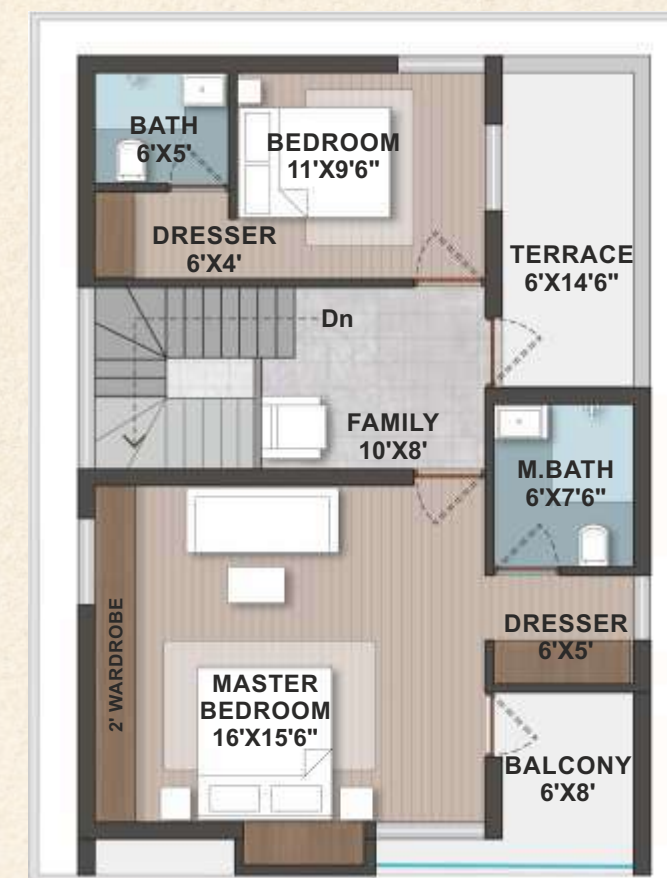 BATH
6'X5'
BEDROOM
11'X9'6"
DRESSER
6'X4'
TERRACE
6'X14'6"
Dn
FAMILY
10'X8'
M.BATH
6'X7'6"
2' WARDROBE
DRESSER
6'X5'
MASTER
BEDROOM
16'X15'6"
BALCONY
6'X8'